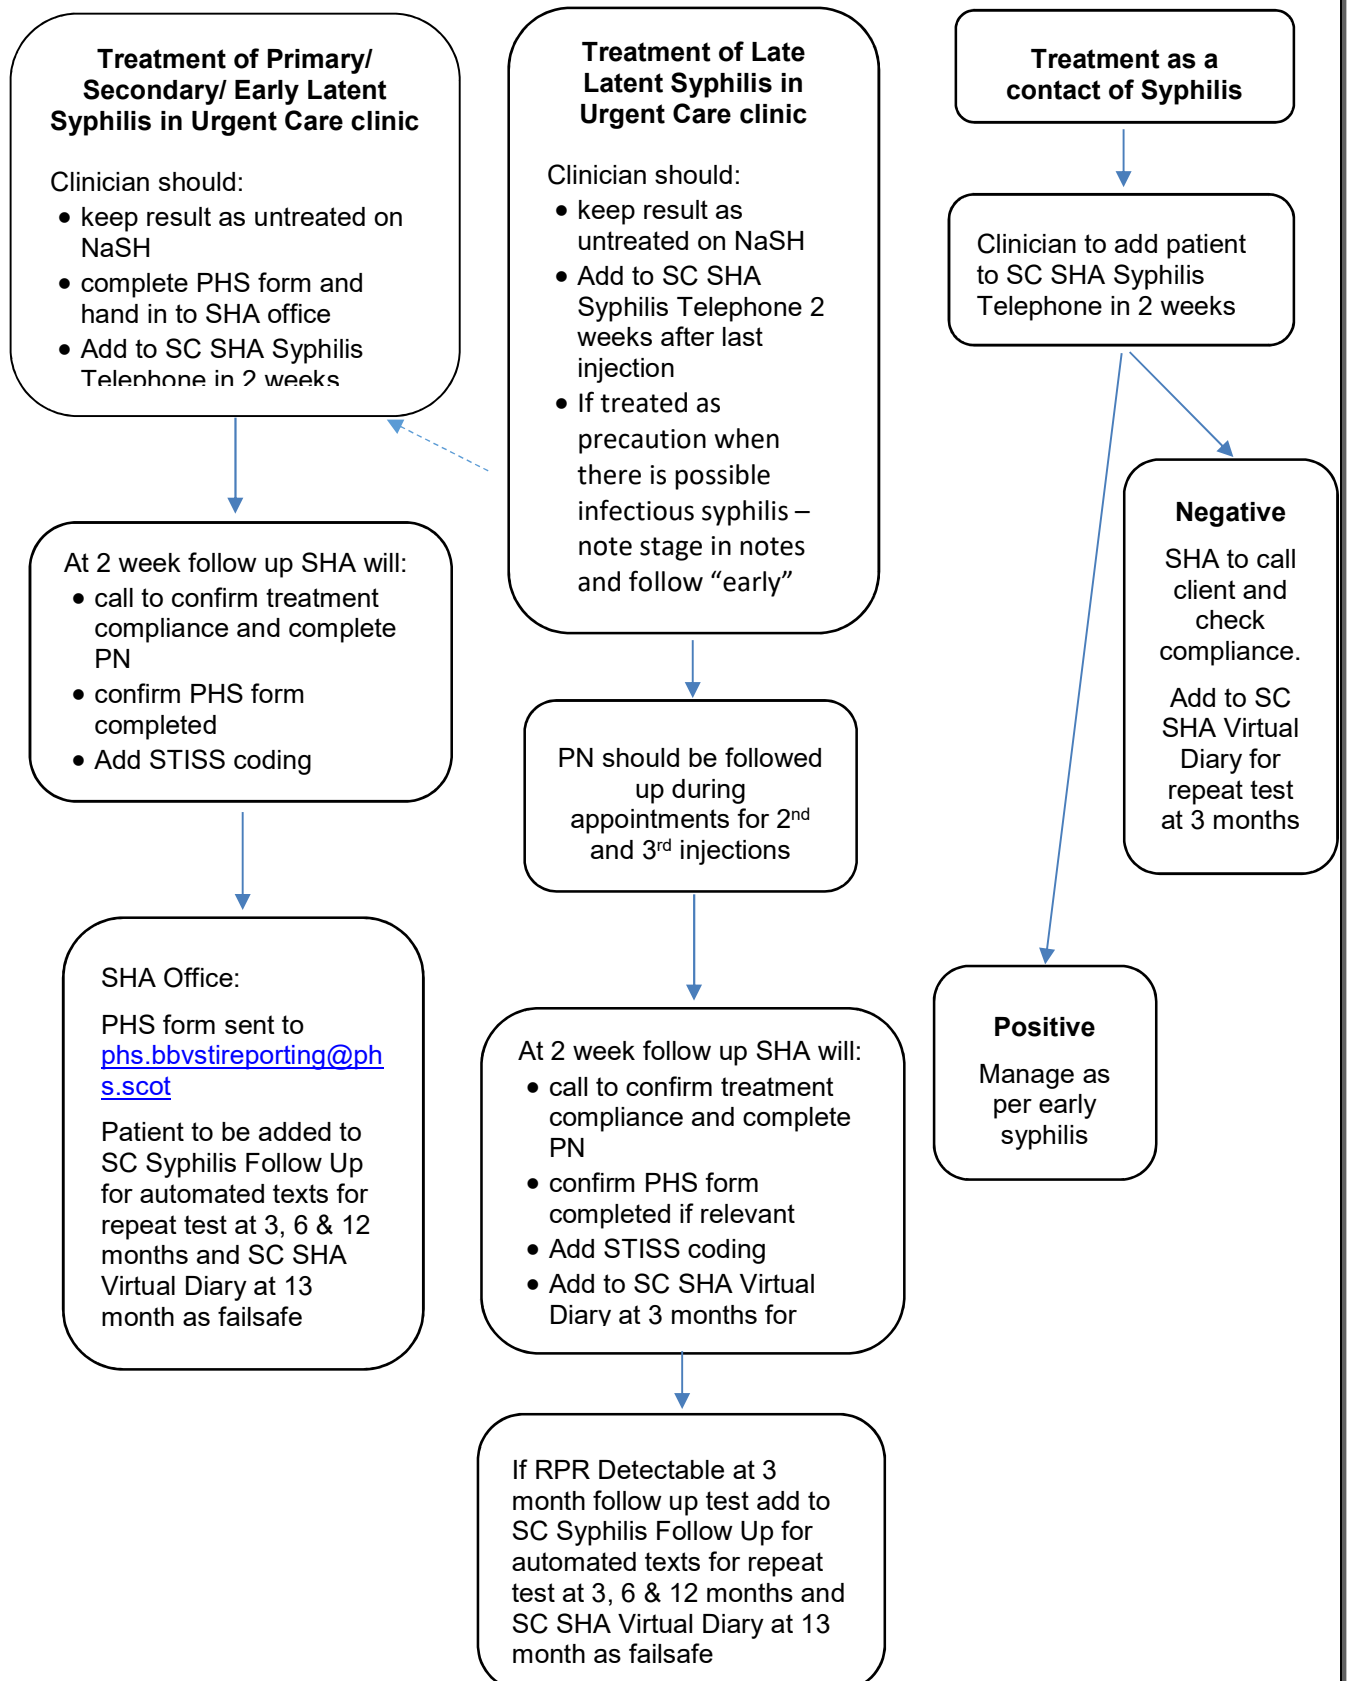 Treatment of Primary/
Secondary/ Early Latent
Syphilis in Urgent Care clinic
Clinician should:
• keep result as untreated on
NaSH
• complete PHS form and
hand in to SHA office
• Add to SC SHA Syphilis
Telephone in 2 weeks
At 2 week follow up SHA will:
• call to confirm treatment
compliance and complete
PN
• confirm PHS form
completed
• Add STISS coding
SHA Office:
PHS form sent to
phs.bbvstireporting@ph
s.scot
Patient to be added to
SC Syphilis Follow Up
for automated texts for
repeat test at 3, 6 & 12
months and SC SHA
Virtual Diary at 13
month as failsafe
Treatment of Late
Latent Syphilis in
Urgent Care clinic
Clinician should:
• keep result as
untreated on NaSH
• Add to SC SHA
Syphilis Telephone 2
weeks after last
injection
• If treated as
precaution when
there is possible
infectious syphilis –
note stage in notes
and follow “early”
PN should be followed
up during
appointments for 2nd
and 3rd injections
At 2 week follow up SHA will:
• call to confirm treatment
compliance and complete
PN
• confirm PHS form
completed if relevant
• Add STISS coding
• Add to SC SHA Virtual
Diary at 3 months for
If RPR Detectable at 3
month follow up test add to
SC Syphilis Follow Up for
automated texts for repeat
test at 3, 6 & 12 months and
SC SHA Virtual Diary at 13
month as failsafe
Treatment as a
contact of Syphilis
Clinician to add patient
to SC SHA Syphilis
Telephone in 2 weeks
Negative
SHA to call
client and
check
compliance.
Add to SC
SHA Virtual
Diary for
repeat test
at 3 months
Positive
Manage as
per early
syphilis